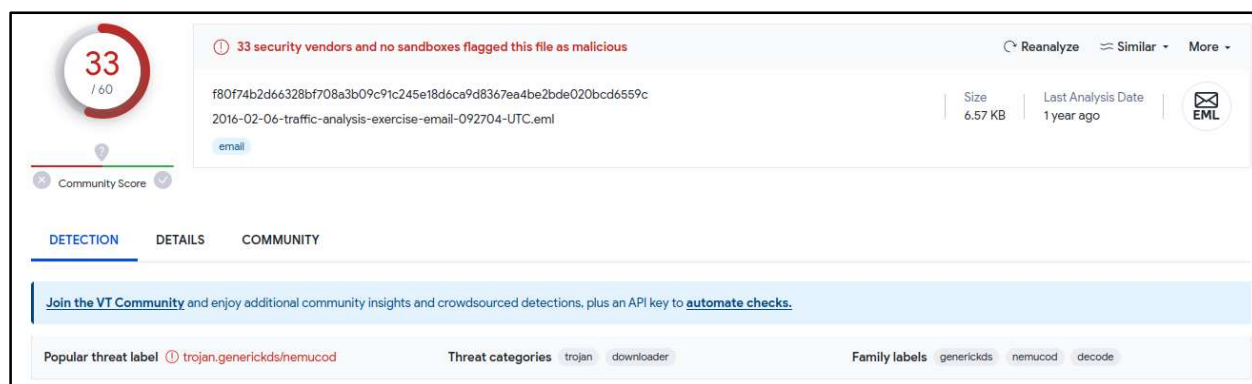 33
/ 60
Community Score
33 security vendors and no sandboxes flagged this file as malicious
Reanalyze Similar More
f80f74b2d66328bf708a3b09c91c245e18d6ca9d8367ea4be2bde020bcd6559c
2016-02-06-traffic-analysis-exercise-email-092704-UTC.eml
email
Size
6.57 KB
Last Analysis Date
1 year ago
EML
DETECTION DETAILS COMMUNITY
Join the VT Community and enjoy additional community insights and crowdsourced detections, plus an API key to automate checks.
Popular threat label trojan.generickds/nemucod Threat categories trojan downloader Family labels generickds nemucod decode